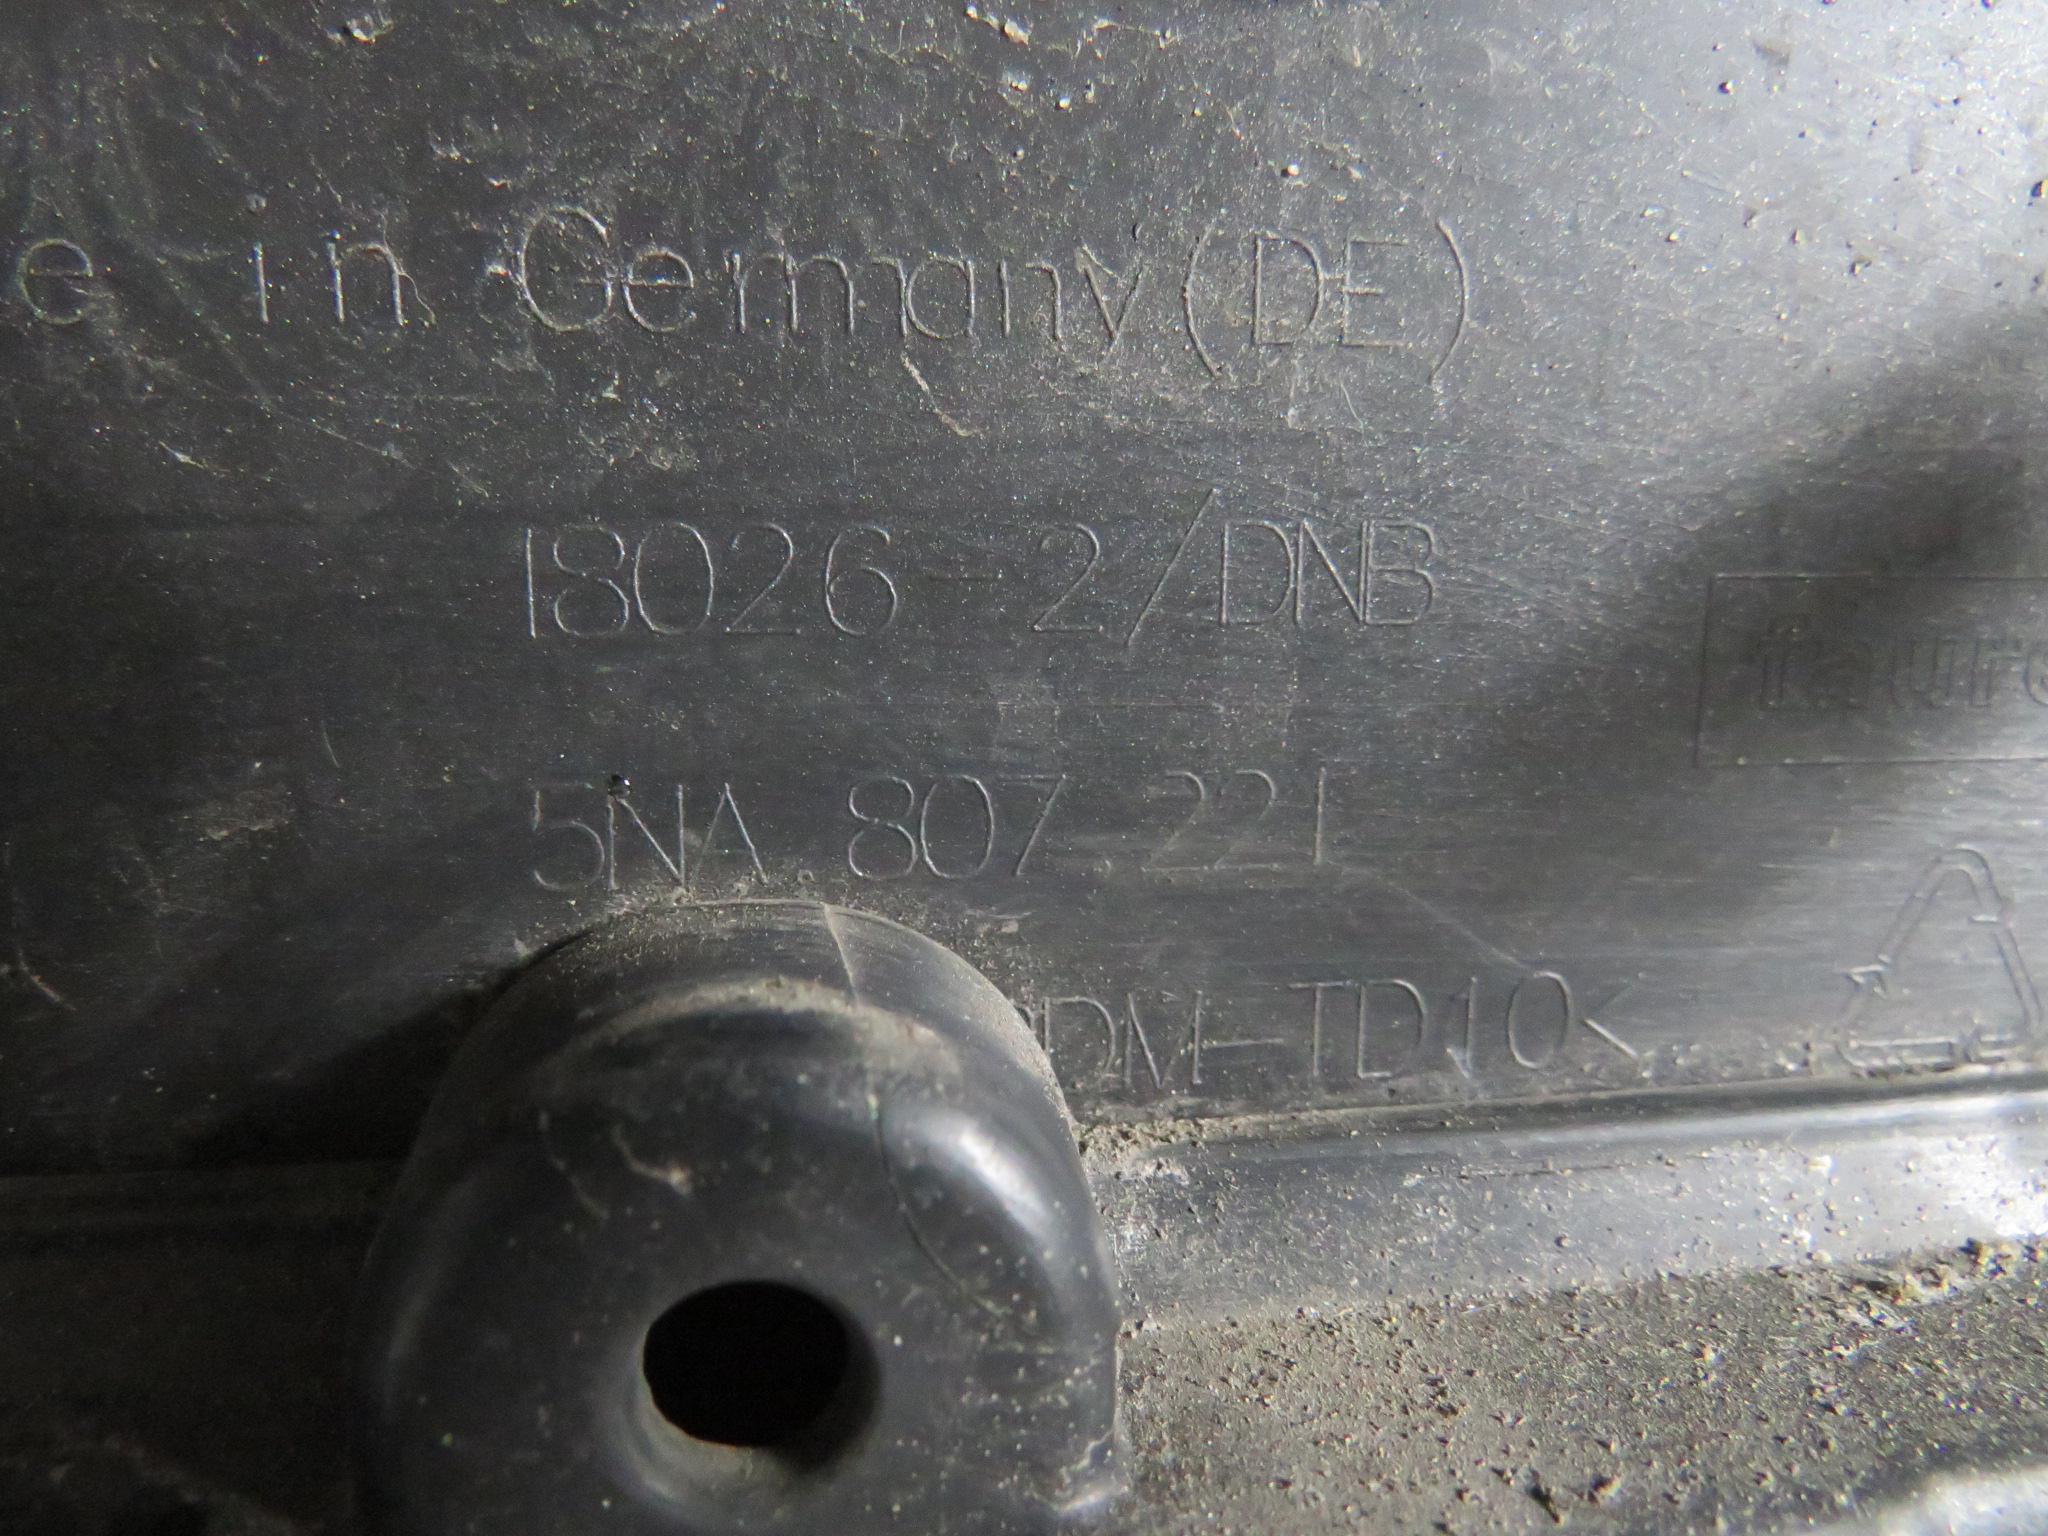 e in Germany (DE)
18026-2/DNB
5NA 807 221
DM-TD10<